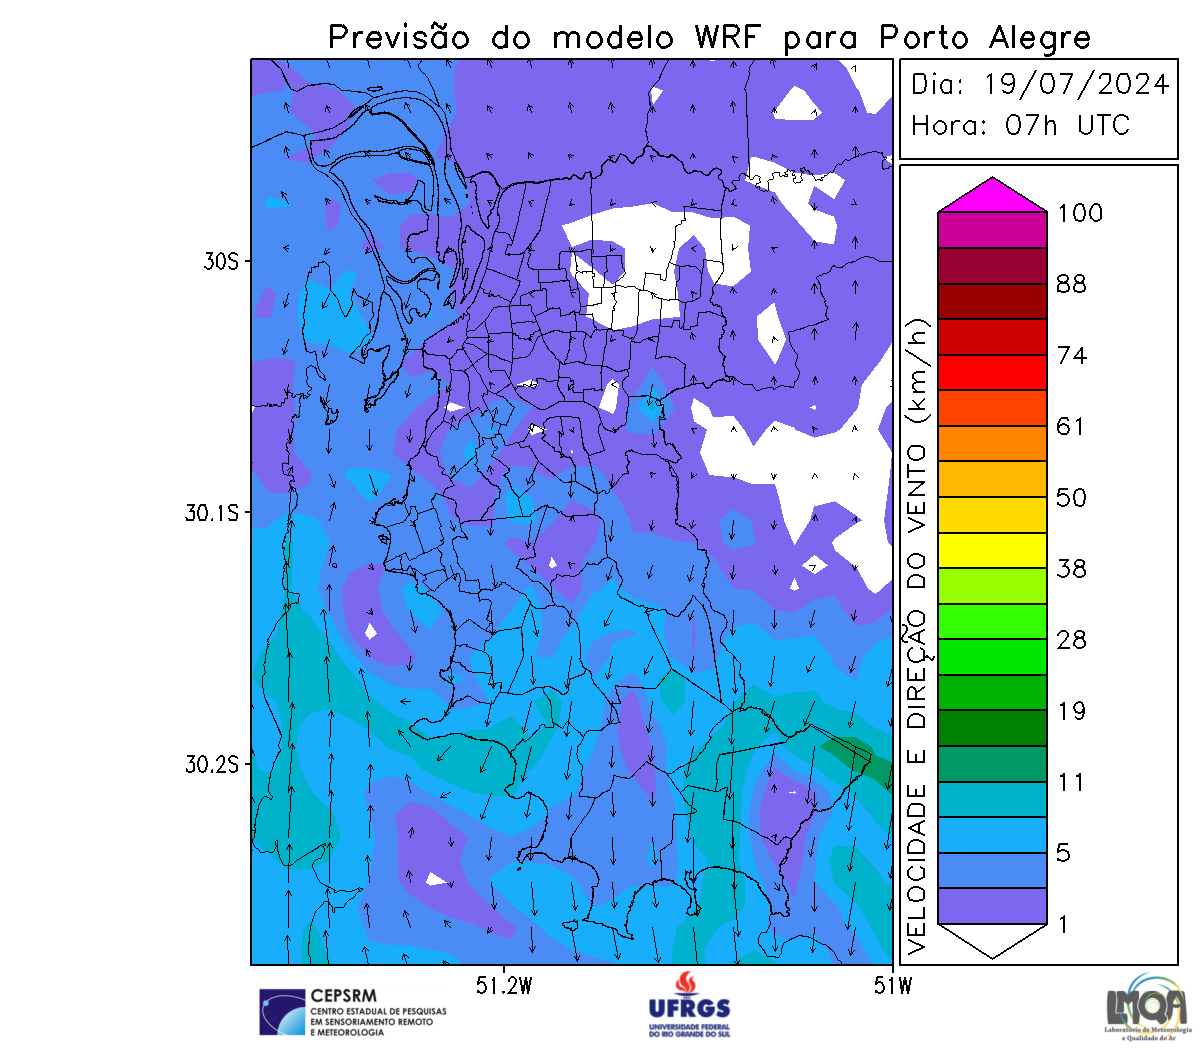 Previsão do modelo WRF para Porto Alegre
Dia: 19/07/2024
Hora: 07h UTC
30S
30.1S
30.2S
51.2W
51W
VELOCIDADE E DIREÇÃO DO VENTO (km/h)
100
88
74
61
50
38
28
19
11
5
1
CEPSRM
CENTRO ESTADUAL DE PESQUISAS
EM SENSORIAMENTO REMOTO
E METEOROLOGIA
UFRGS
UNIVERSIDADE FEDERAL
DO RIO GRANDE DO SUL
LMQA
Laboratório de Meteorologia
e Qualidade do Ar